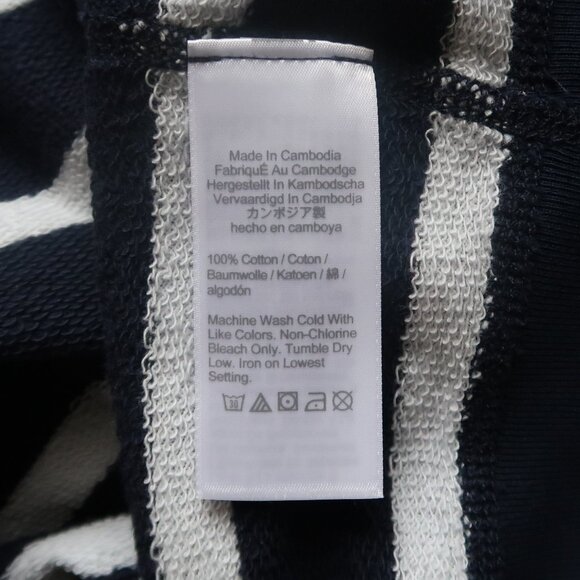 Made In Cambodia
FabriquÉ Au Cambodge
Hergestellt In Kambodscha
Vervaardigd In Cambodja
カンボジア製
hecho en camboya
100% Cotton / Coton /
Baumwolle / Katoen / 綿 /
algodón
Machine Wash Cold With
Like Colors. Non-Chlorine
Bleach Only. Tumble Dry
Low. Iron on Lowest
Setting.
30